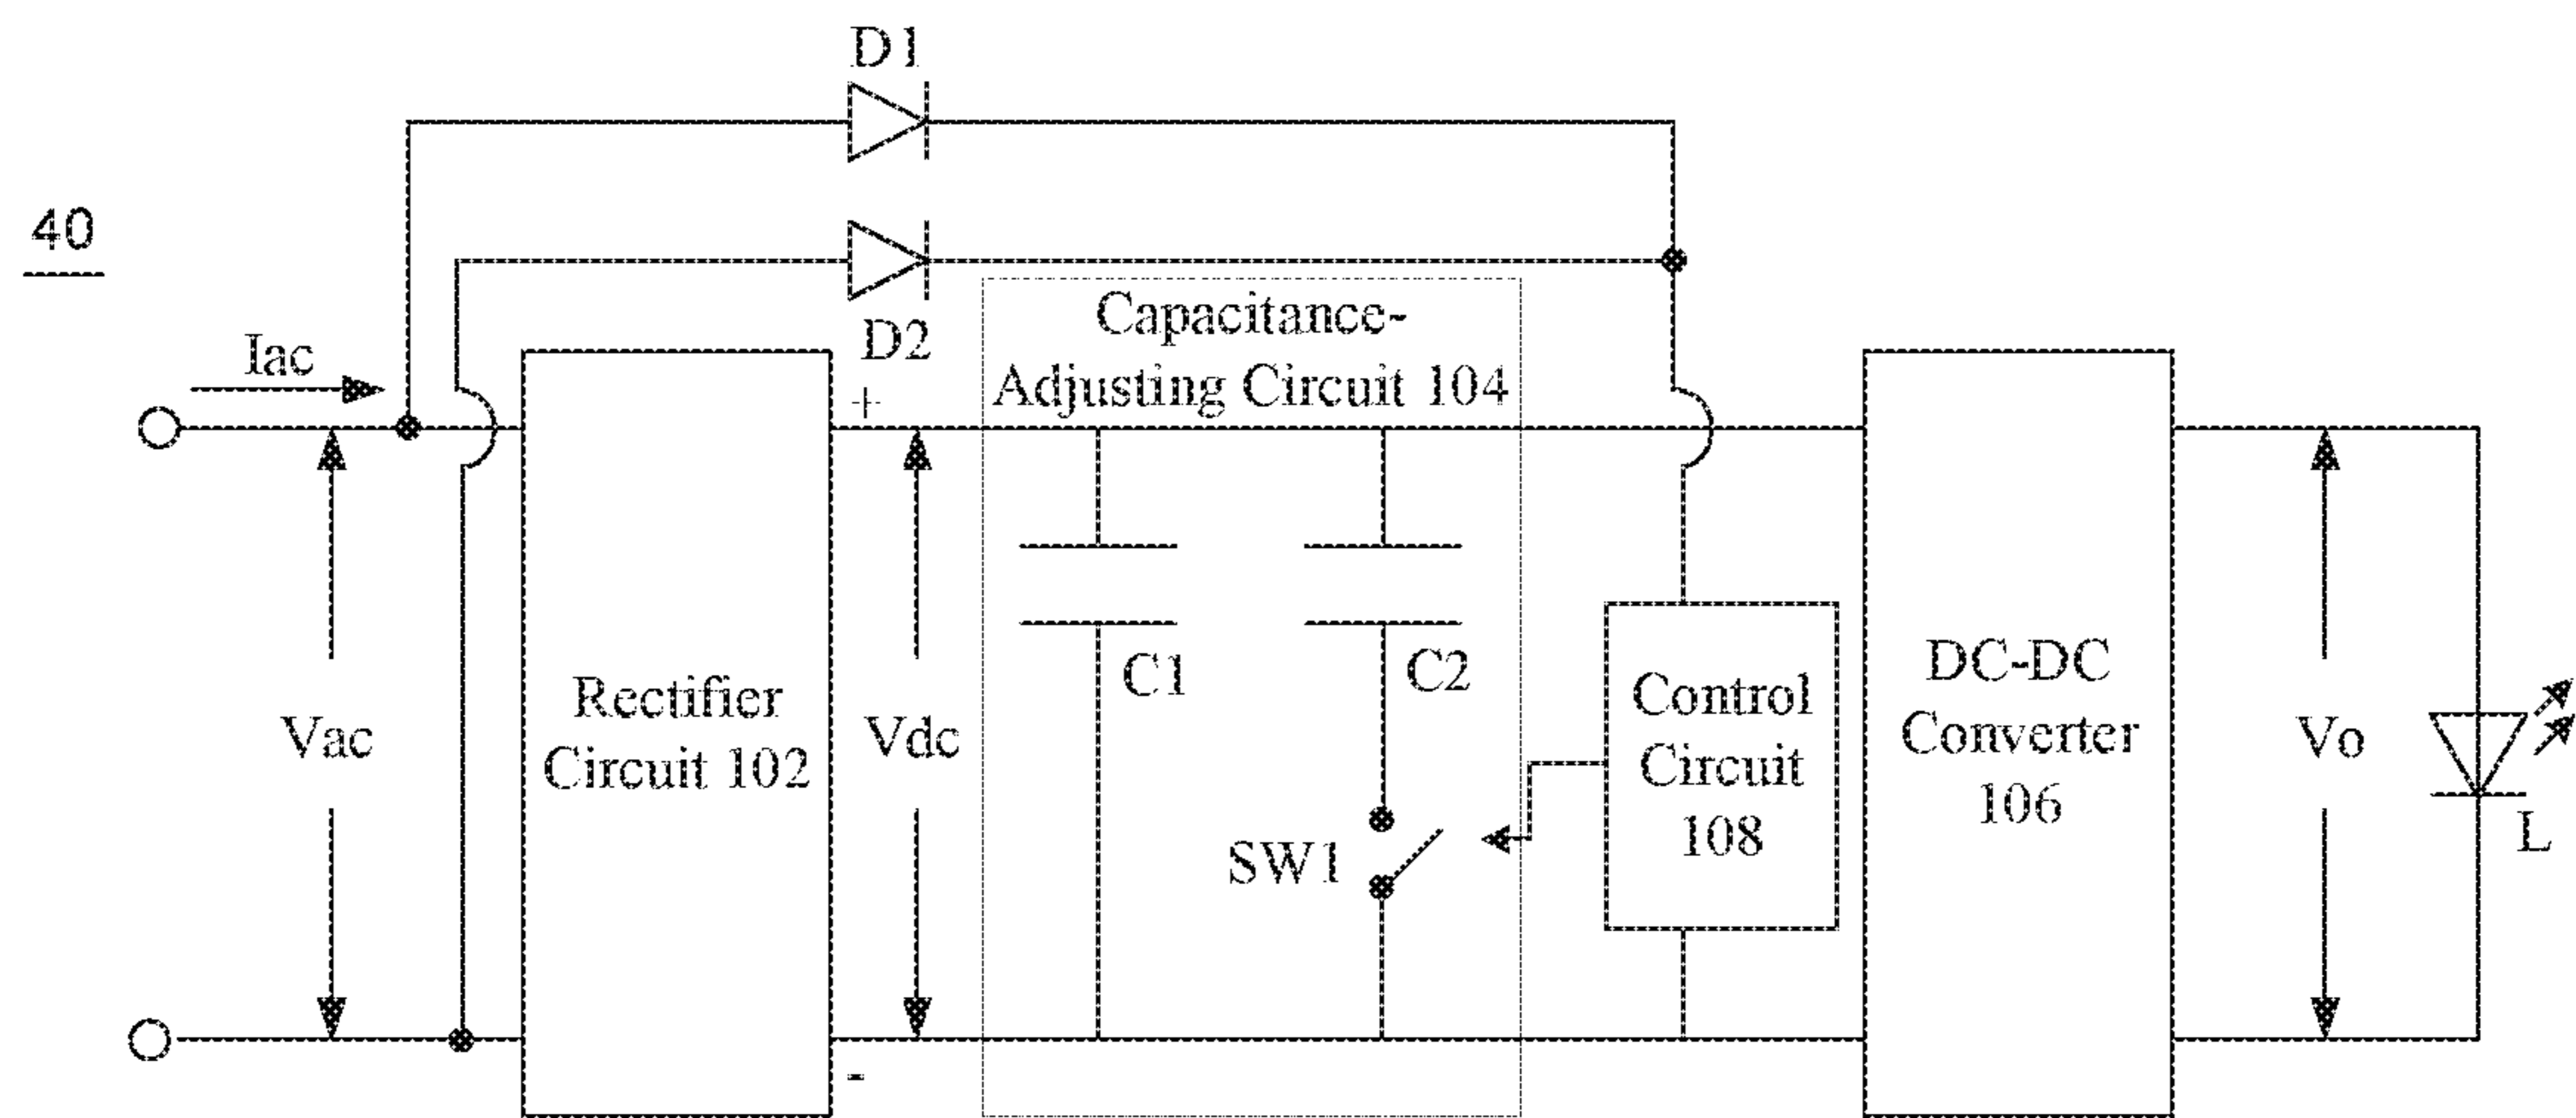 D1
40
D2
Iac
Capacitance-
Adjusting Circuit 104
+
Vac
Rectifier
Circuit 102
Vdc
C1
C2
SW1
Control
Circuit
108
DC-DC
Converter
106
Vo
L
-